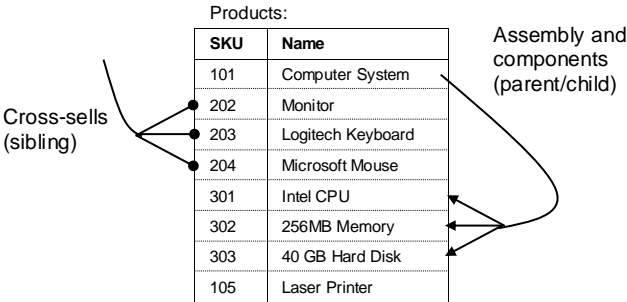 Products:
SKU Name
101 Computer System
202 Monitor
203 Logitech Keyboard
204 Microsoft Mouse
301 Intel CPU
302 256MB Memory
303 40 GB Hard Disk
105 Laser Printer
Cross-sells
(sibling)
Assembly and
components
(parent/child)